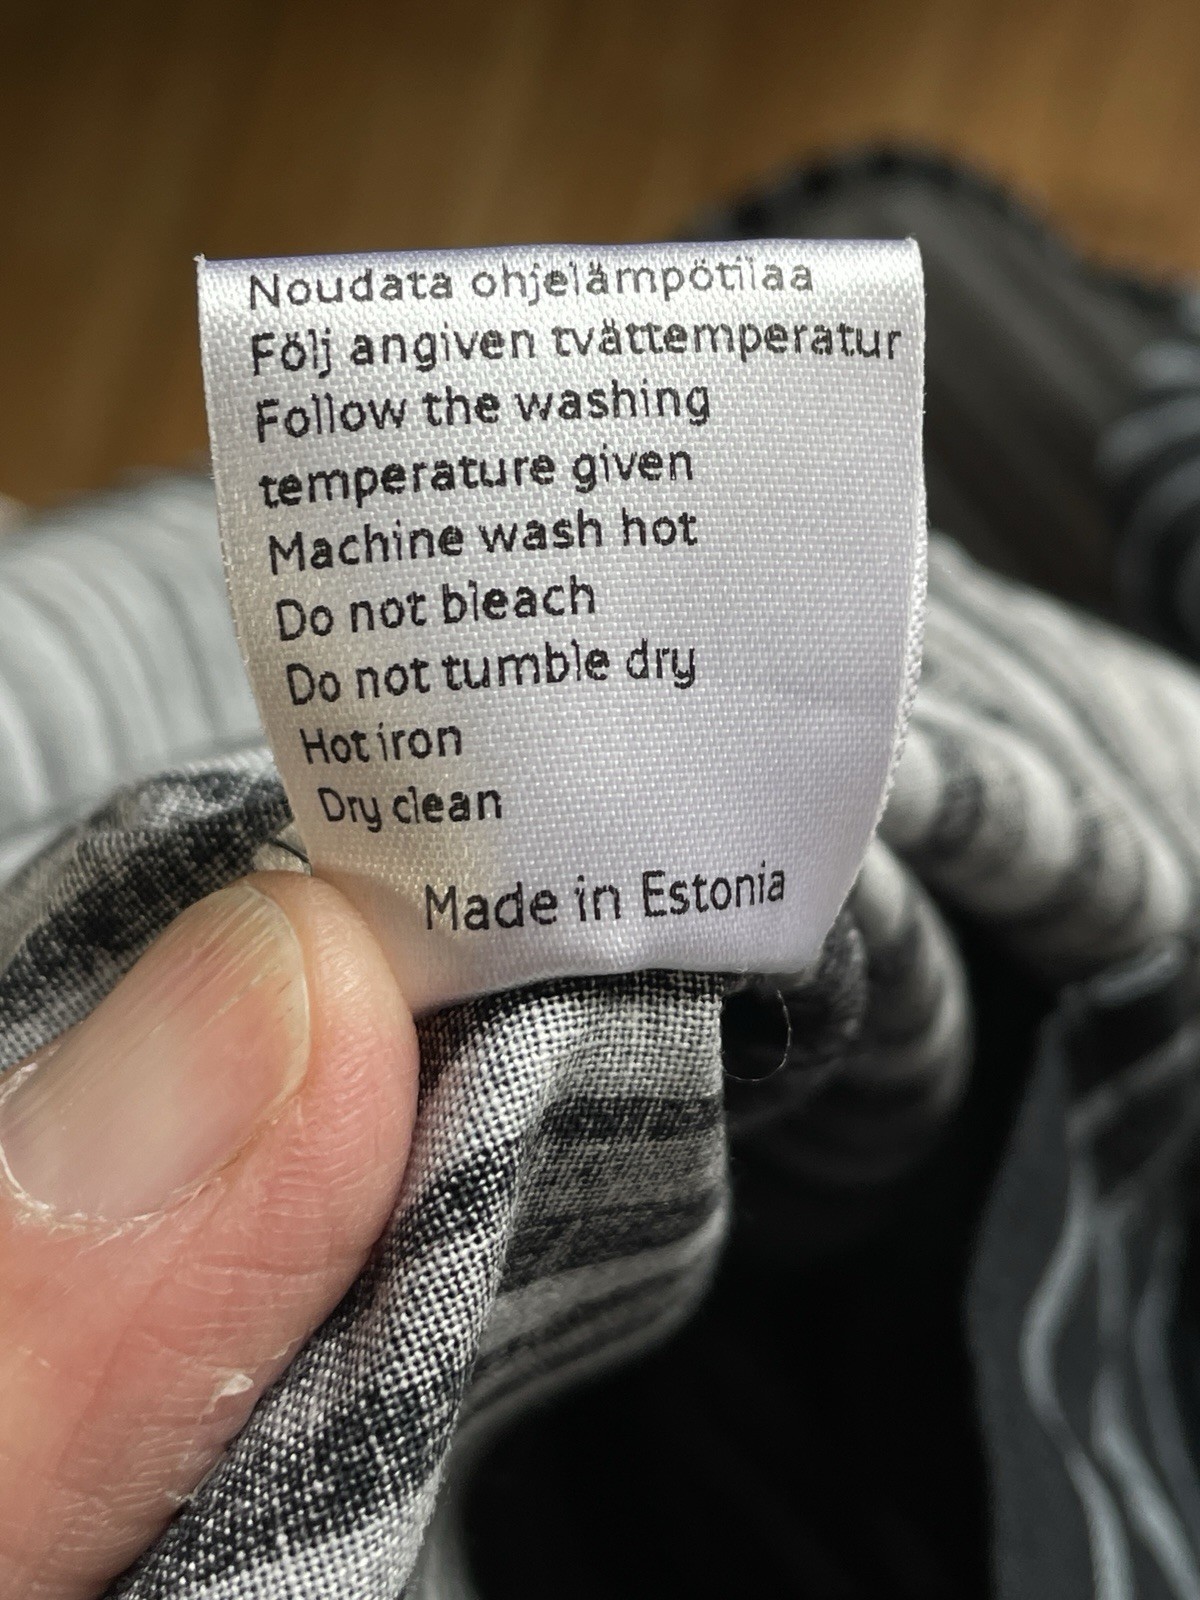 Noudata ohjelämpötilaa
Följ angiven tvättemperatur
Follow the washing
temperature given
Machine wash hot
Do not bleach
Do not tumble dry
Hot iron
Dry clean
Made in Estonia